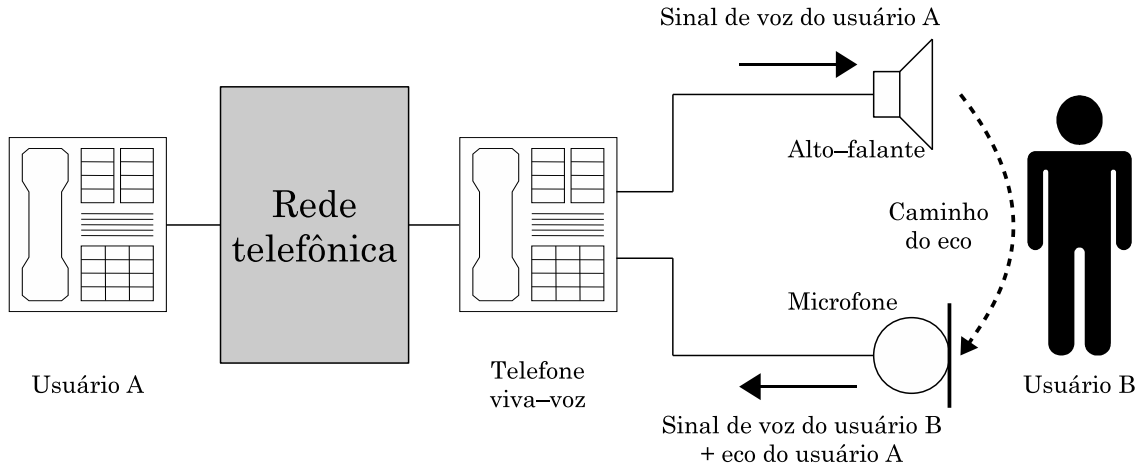 Sinal de voz do usuário A
Alto–falante
Rede
telefônica
Caminho
do eco
Microfone
Usuário A
Telefone
viva–voz
Usuário B
Sinal de voz do usuário B
+ eco do usuário A